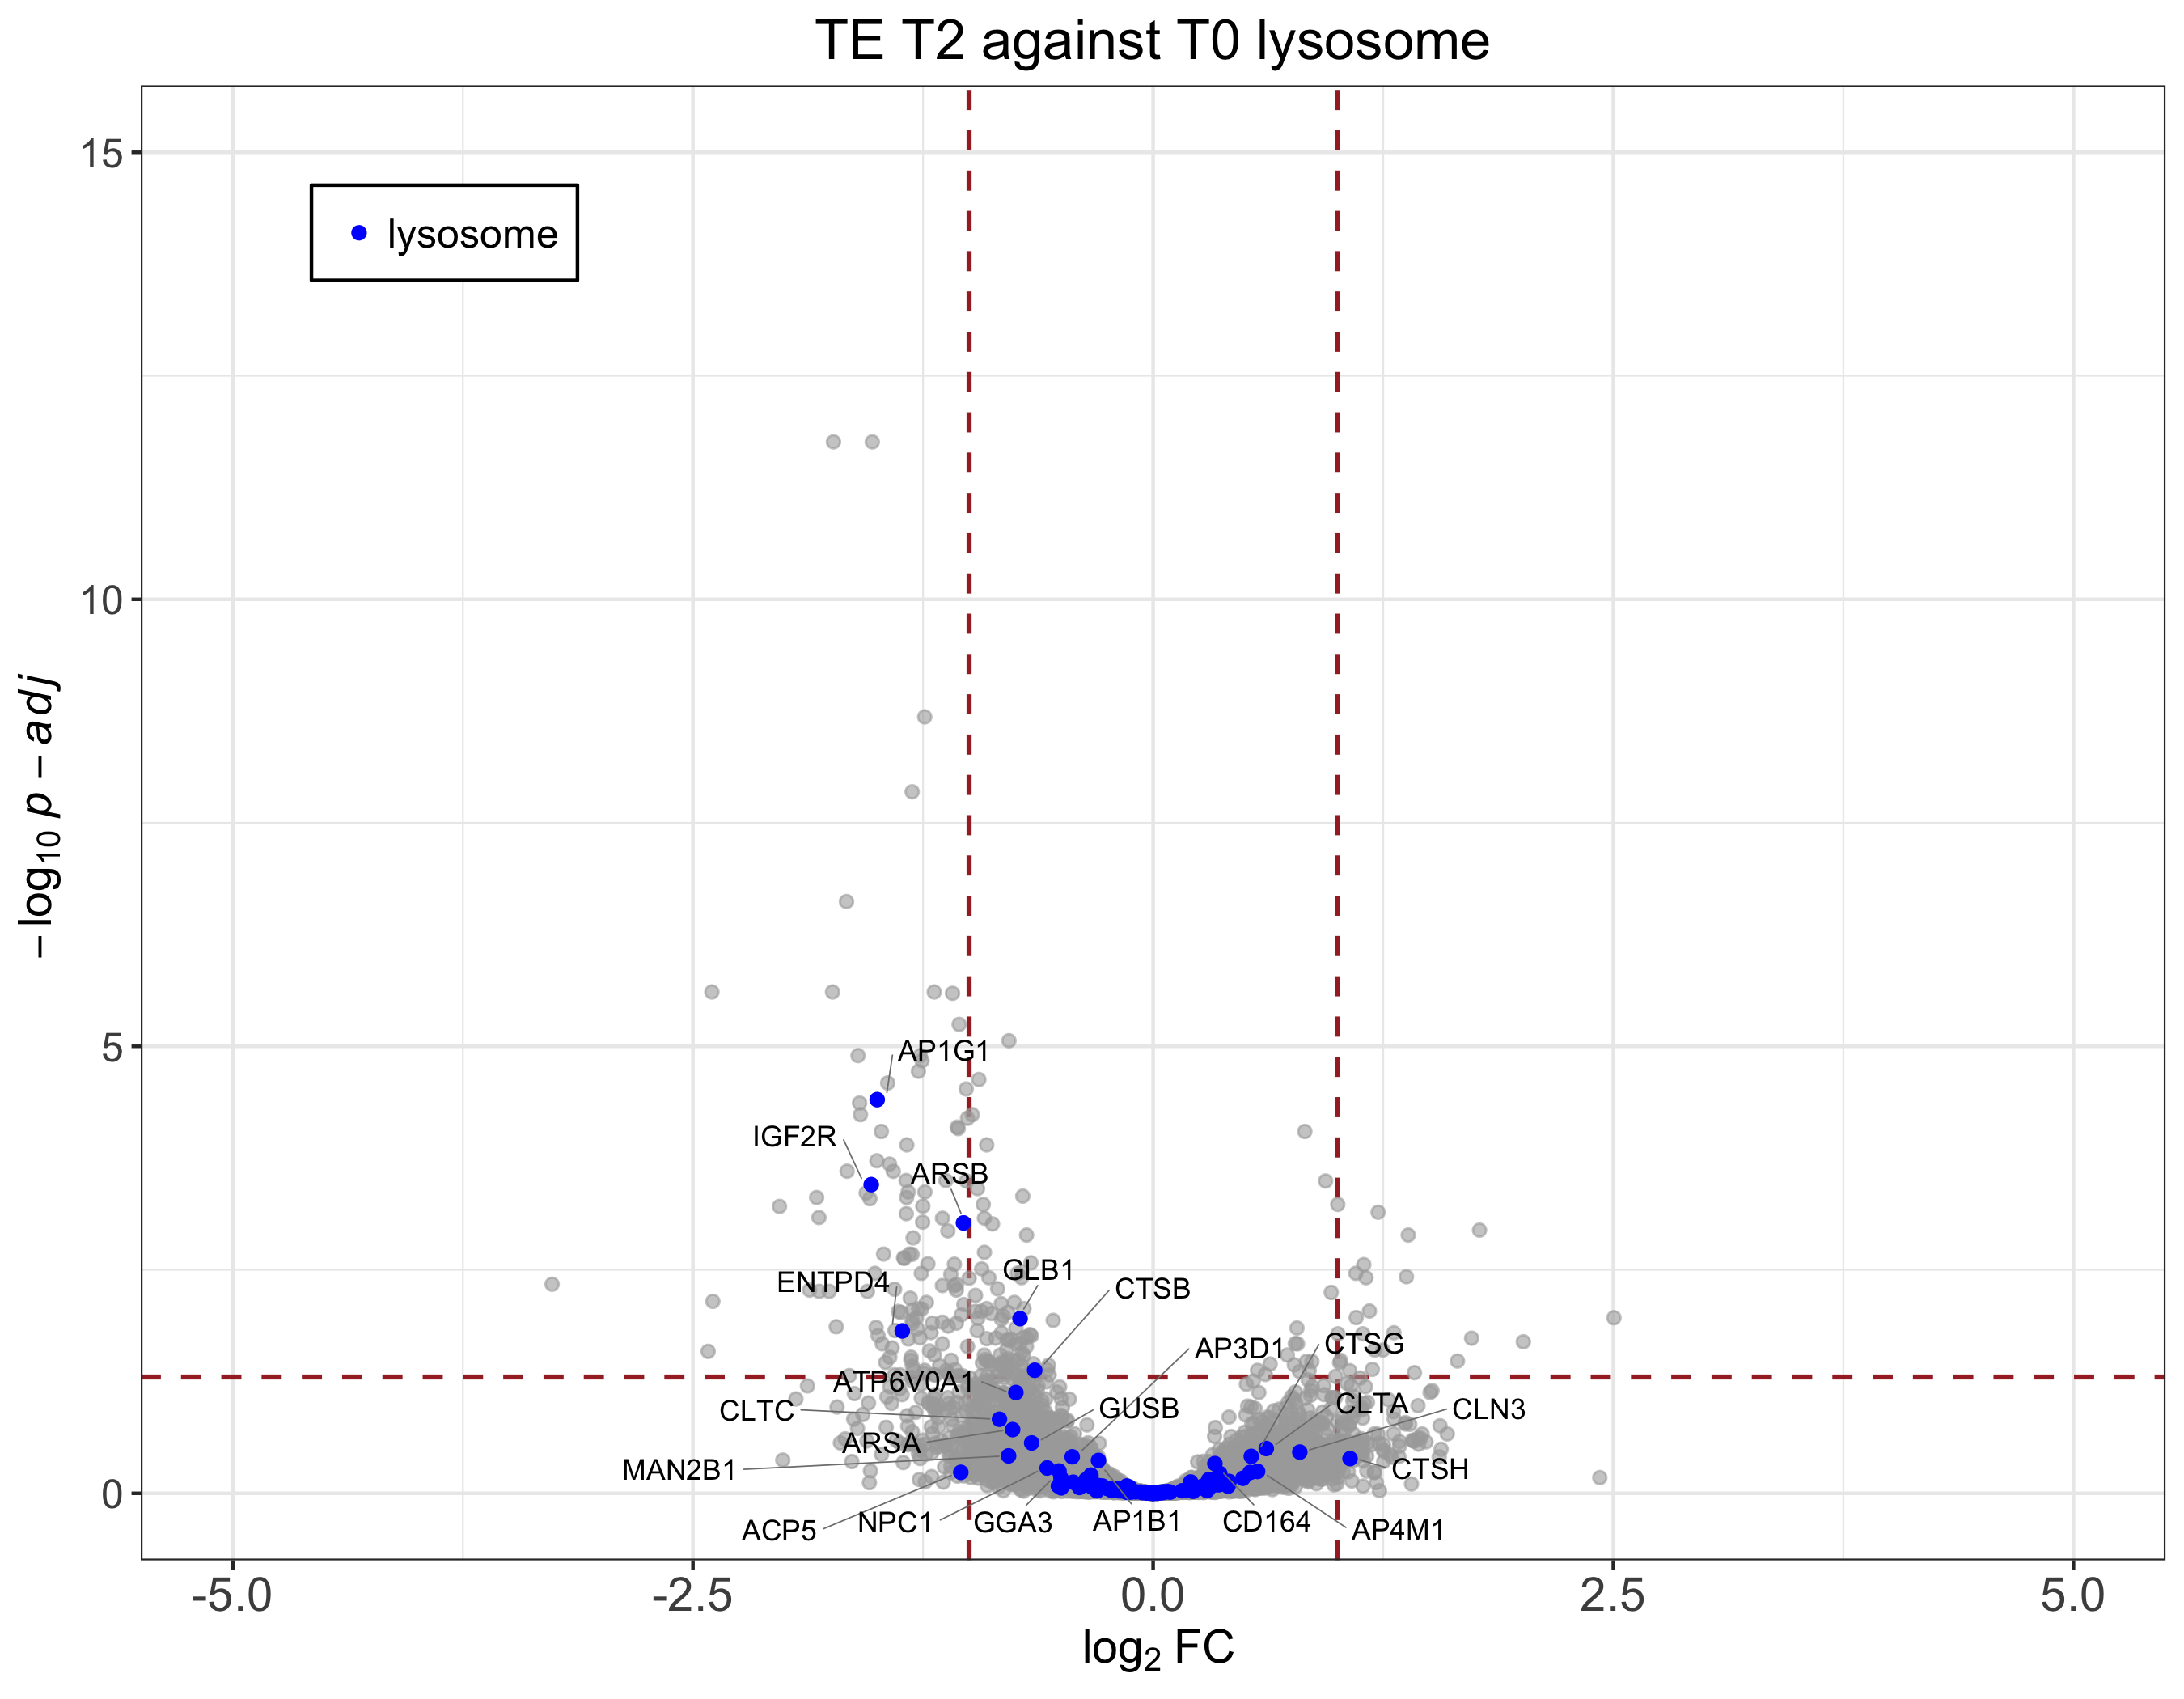 TE T2 against T0 lysosome
15
lysosome
10
−log10 p − adj
5
AP1G1
IGF2R
ARSB
ENTPD4
GLB1
CTSB
AP3D1
CTSG
ATP6V0A1
CLTC
GUSB
CLTA
CLN3
ARSA
MAN2B1
CTSH
0
ACP5
NPC1
GGA3
AP1B1
CD164
AP4M1
-5.0 -2.5 0.0 2.5 5.0
log2 FC